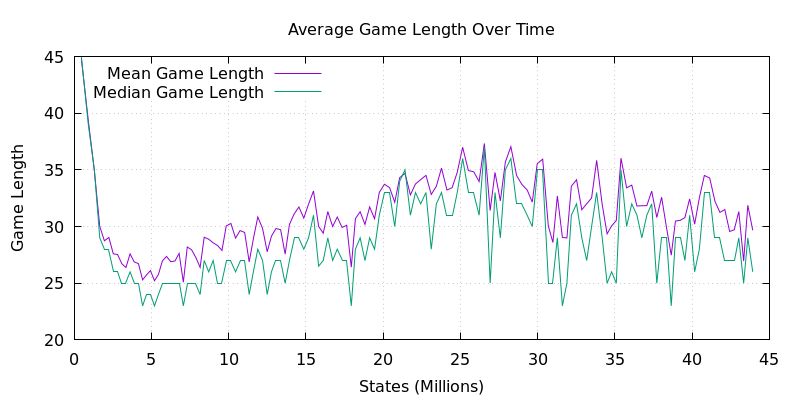 Average Game Length Over Time
Mean Game Length
Median Game Length
45
40
35
30
25
20
Game Length
0 5 10 15 20 25 30 35 40 45
States (Millions)